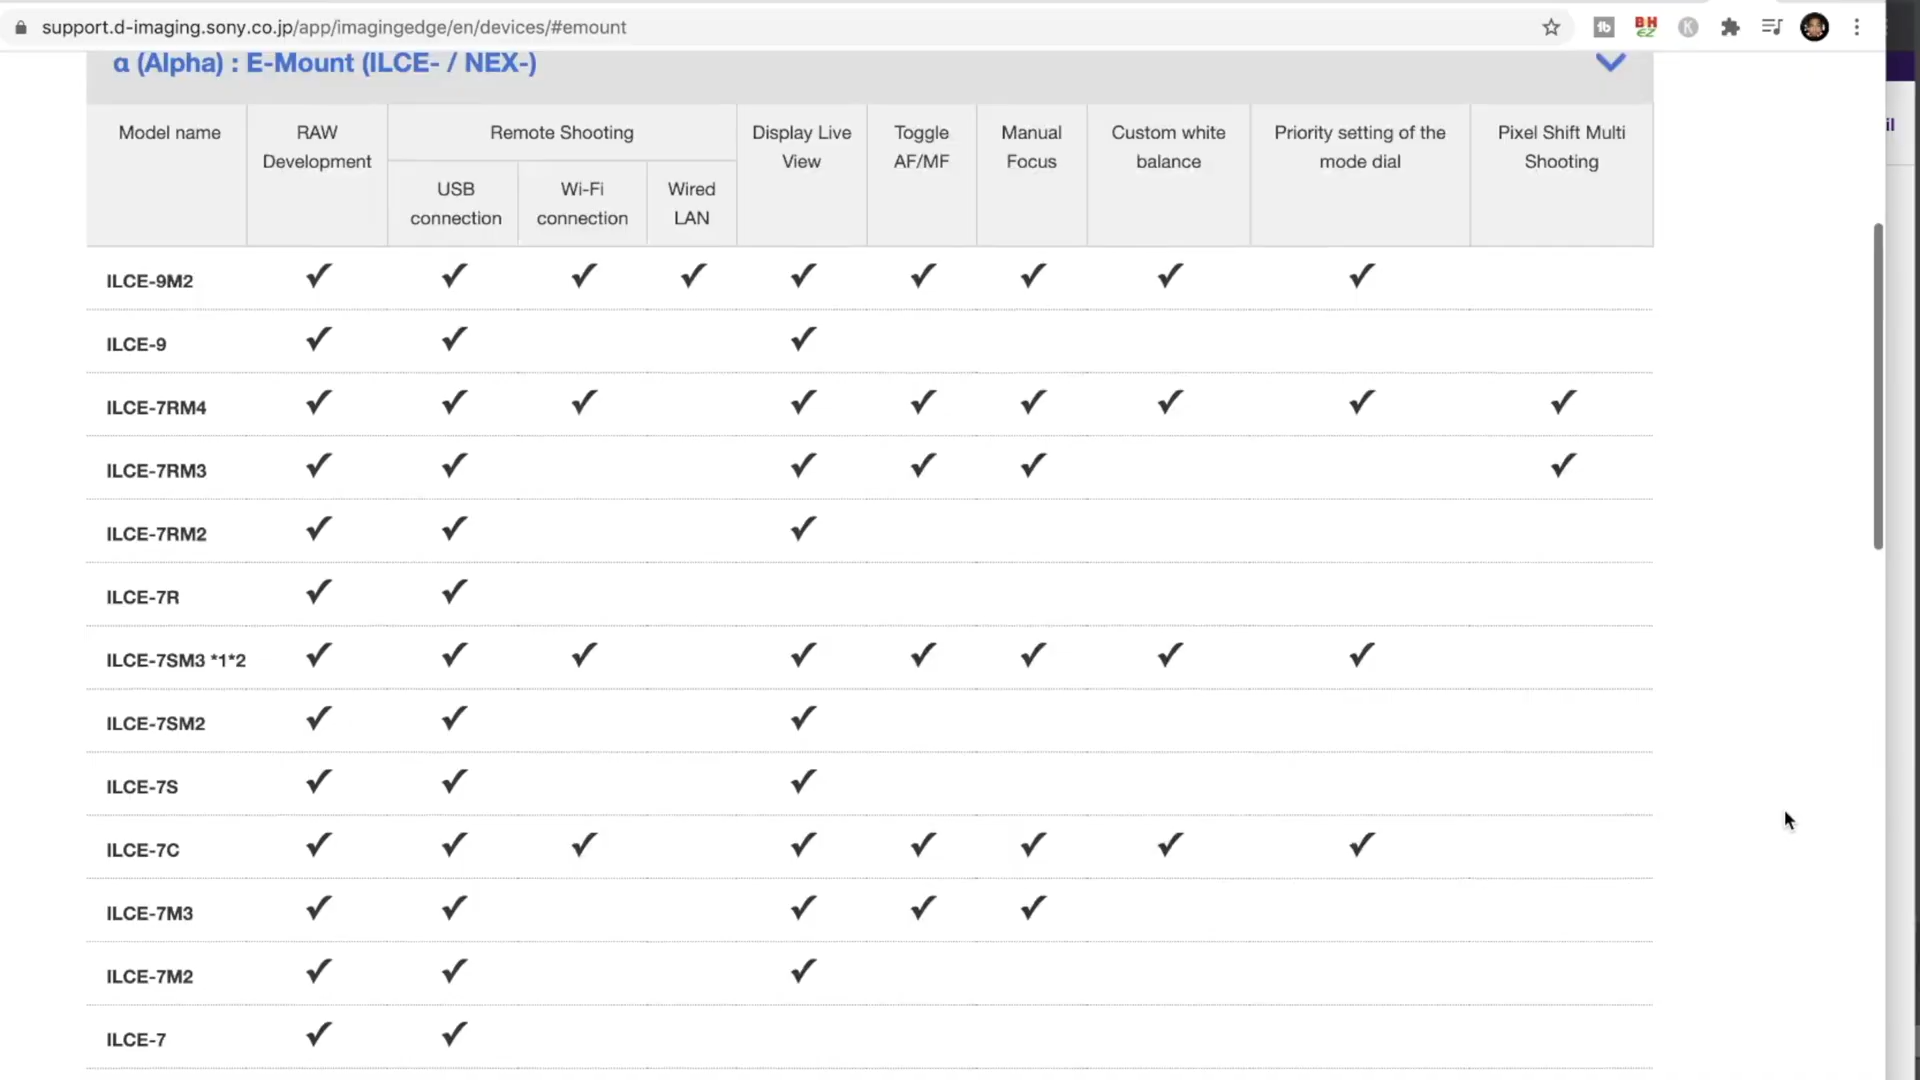 support.d-imaging.sony.co.jp/app/imagingedge/en/devices/#emount
α (Alpha) : E-Mount (ILCE- / NEX-)
Model name
RAW
Development
Remote Shooting
USB
connection
Wi-Fi
connection
Wired
LAN
Display Live
View
Toggle
AF/MF
Manual
Focus
Custom white
balance
Priority setting of the
mode dial
Pixel Shift Multi
Shooting
ILCE-9M2 ✓ ✓ ✓ ✓ ✓ ✓ ✓ ✓ ✓
ILCE-9 ✓ ✓ ✓
ILCE-7RM4 ✓ ✓ ✓ ✓ ✓ ✓ ✓ ✓ ✓
ILCE-7RM3 ✓ ✓ ✓ ✓ ✓ ✓
ILCE-7RM2 ✓ ✓ ✓
ILCE-7R ✓ ✓
ILCE-7SM3 *1*2 ✓ ✓ ✓ ✓ ✓ ✓ ✓ ✓
ILCE-7SM2 ✓ ✓ ✓
ILCE-7S ✓ ✓ ✓
ILCE-7C ✓ ✓ ✓ ✓ ✓ ✓ ✓ ✓
ILCE-7M3 ✓ ✓ ✓ ✓ ✓
ILCE-7M2 ✓ ✓ ✓
ILCE-7 ✓ ✓
BH
EZ
K
tb
il